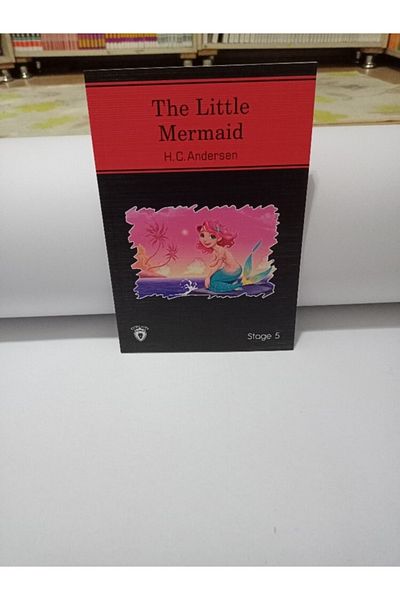 The Little
Mermaid
H.C. Andersen
Stage 5